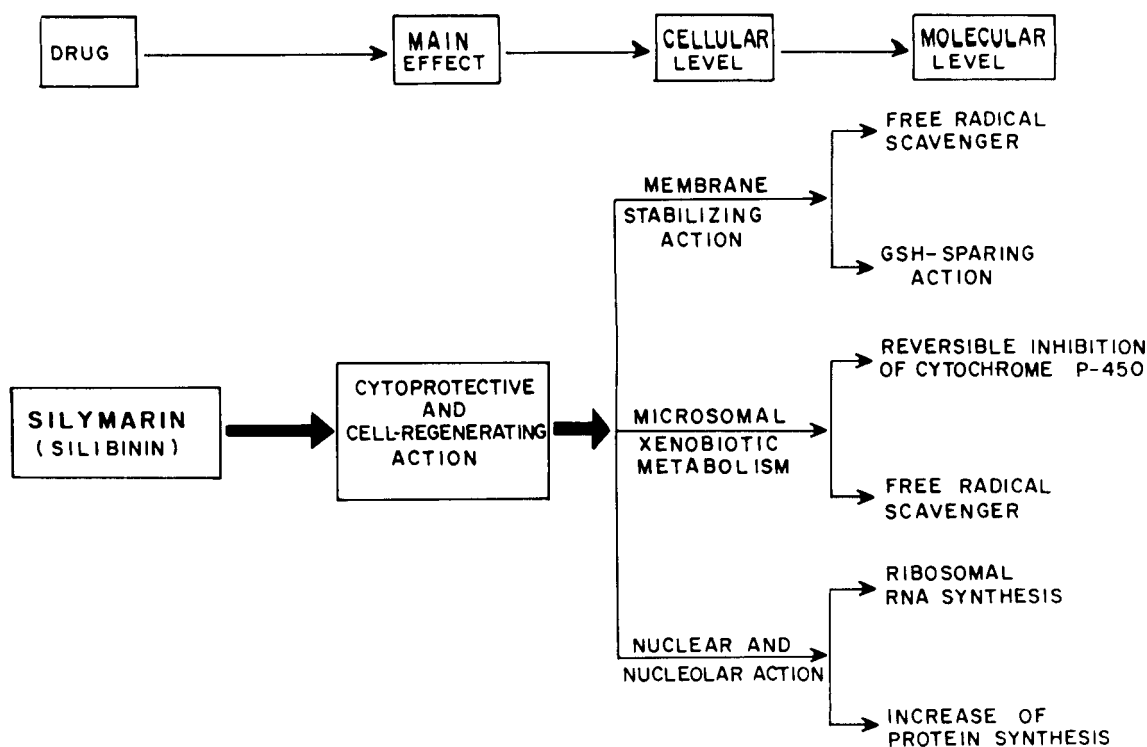 DRUG
MAIN
EFFECT
CELLULAR
LEVEL
MOLECULAR
LEVEL
FREE RADICAL
SCAVENGER
MEMBRANE
STABILIZING
ACTION
GSH-SPARING
ACTION
REVERSIBLE INHIBITION
OF CYTOCHROME P-450
SILYMARIN
(SILIBININ)
CYTOPROTECTIVE
AND
CELL-REGENERATING
ACTION
MICROSOMAL
XENOBIOTIC
METABOLISM
FREE RADICAL
SCAVENGER
RIBOSOMAL
RNA SYNTHESIS
NUCLEAR AND
NUCLEOLAR ACTION
INCREASE OF
PROTEIN SYNTHESIS